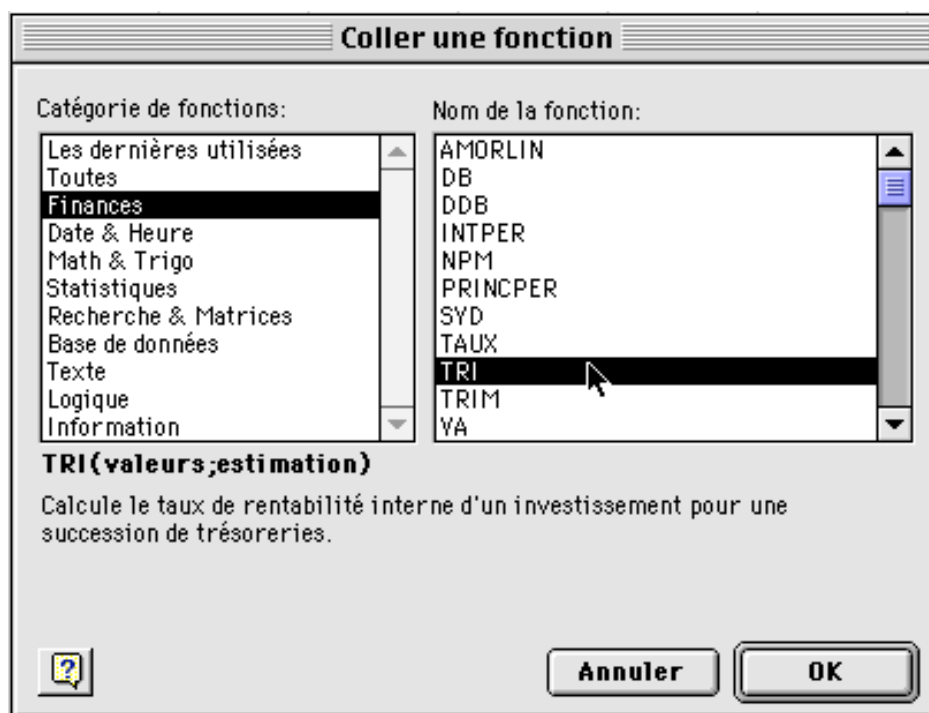 Coller une fonction
Catégorie de fonctions:
Les dernières utilisées
Toutes
Finances
Date & Heure
Math & Trigo
Statistiques
Recherche & Matrices
Base de données
Texte
Logique
Information
Nom de la fonction:
AMORLIN
DB
DDB
INTPER
NPM
PRINCPER
SYD
TAUX
TRI
TRIM
VA
TRI(valeurs;estimation)
Calcule le taux de rentabilité interne d'un investissement pour une
succession de trésoreries.
?
Annuler
OK